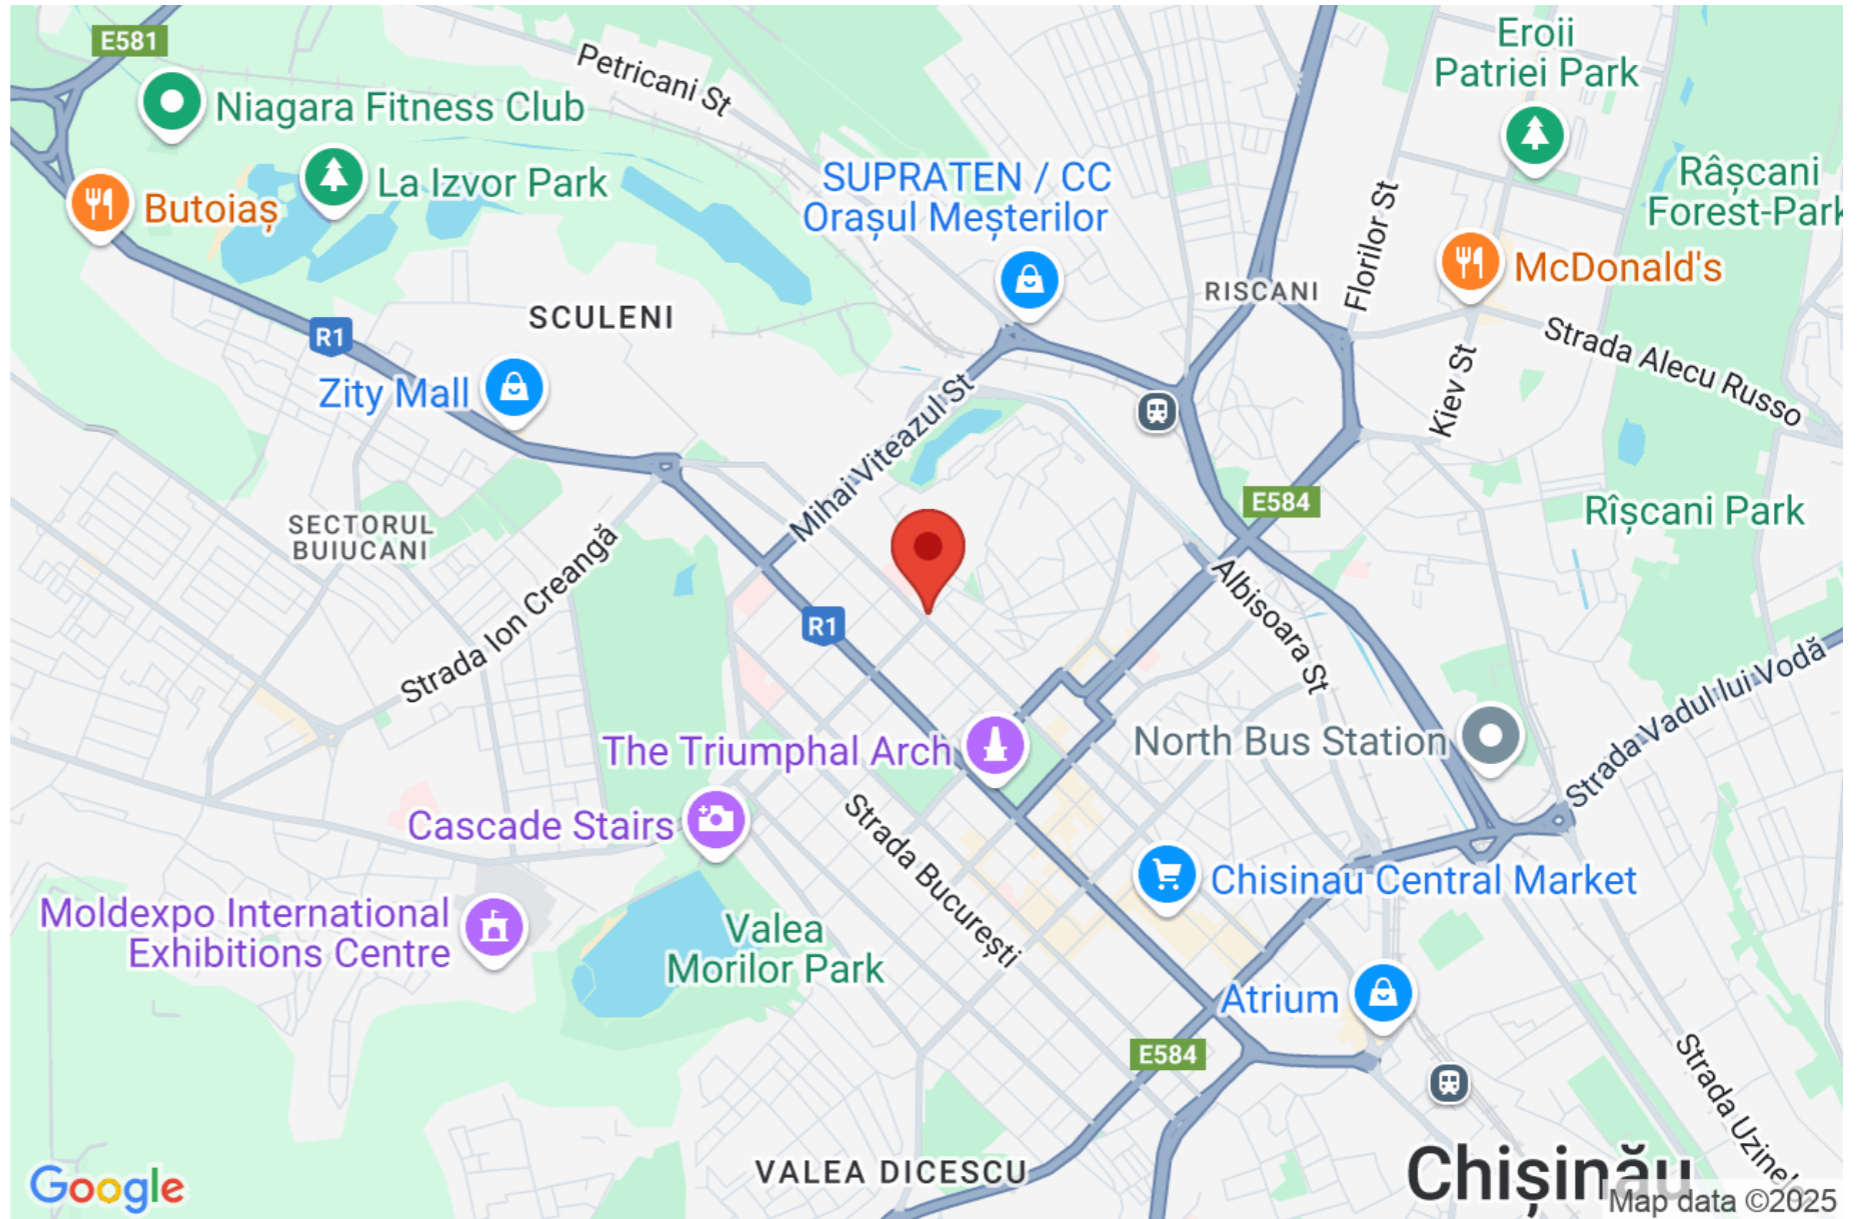 E581
Niagara Fitness Club
Petricani St
Eroii
Patriei Park
La Izvor Park
Butoiaș
SUPRATEN / CC
Orașul Meșterilor
Râșcani
Forest-Park
Florilor St
McDonald's
RISCANI
SCULENI
R1
Strada Alecu Russo
Kiev St
Zity Mall
Mihai Viteazul St
E584
Rîșcani Park
SECTORUL
BUIUCANI
Strada Ion Creangă
R1
Albisoara St
Strada Vadul lui Vodă
The Triumphal Arch
North Bus Station
Cascade Stairs
Strada București
Chisinau Central Market
Moldexpo International
Exhibitions Centre
Valea
Morilor Park
Atrium
E584
Strada Uzinelo
VALEA DICESCU
Chișinău
Google
Map data ©2025